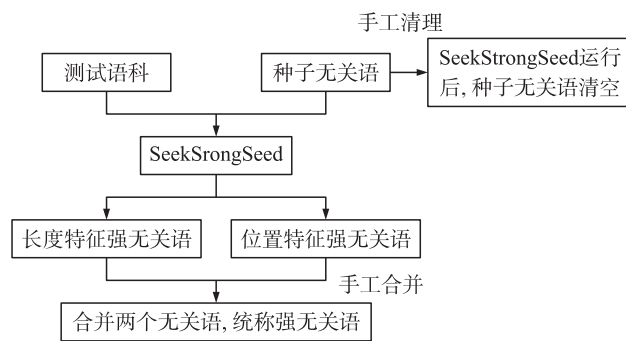 手工清理
测试语科
种子无关语
SeekStrongSeed运行
后, 种子无关语清空
SeekSrongSeed
长度特征强无关语
位置特征强无关语
手工合并
合并两个无关语, 统称强无关语